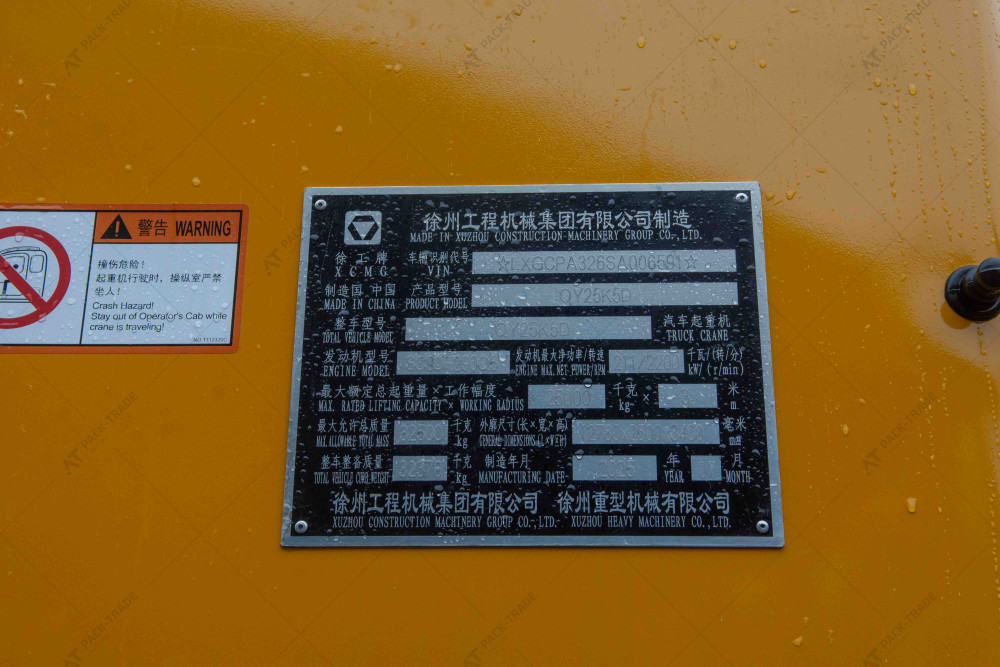 警告 WARNING
撞伤危险！
起重机行驶时，操纵室严禁
坐人！
Crash Hazard!
Stay out of Operator's Cab while
crane is traveling!
徐州工程机械集团有限公司制造
MADE IN XUZHOU CONSTRUCTION MACHINERY GROUP CO., LTD.
徐工牌 车辆识别代号
XCMG VIN ☆LXGCPA326SA006591☆
制造国 中国 产品型号
MADE IN CHINA PRODUCT MODEL QY25K5D
整车型号 汽车起重机
TOTAL VEHICLE MODEL TRUCK CRANE
发动机型号 发动机最大净功率/转速 千瓦/(转/分)
ENGINE MODEL ENGINE MAX. NET POWER/RPM kW/(r/min)
最大额定总起重量×工作幅度 千克 米
MAX. RATED LIFTING CAPACITY × WORKING RADIUS 25000 kg × m
最大允许总质量 千克 外廓尺寸(长×宽×高) 毫米
MAX ALLOWABLE TOTAL MASS kg GENERAL DIMENSIONS(L×W×H) mm
整车整备质量 千克 制造年月 年 月
TOTAL VEHICLE CURB WEIGHT kg MANUFACTURING DATE 2025 YEAR MONTH
徐州工程机械集团有限公司 徐州重型机械有限公司
XUZHOU CONSTRUCTION MACHINERY GROUP CO., LTD. XUZHOU HEAVY MACHINERY CO., LTD.
AT PACK-TRADE